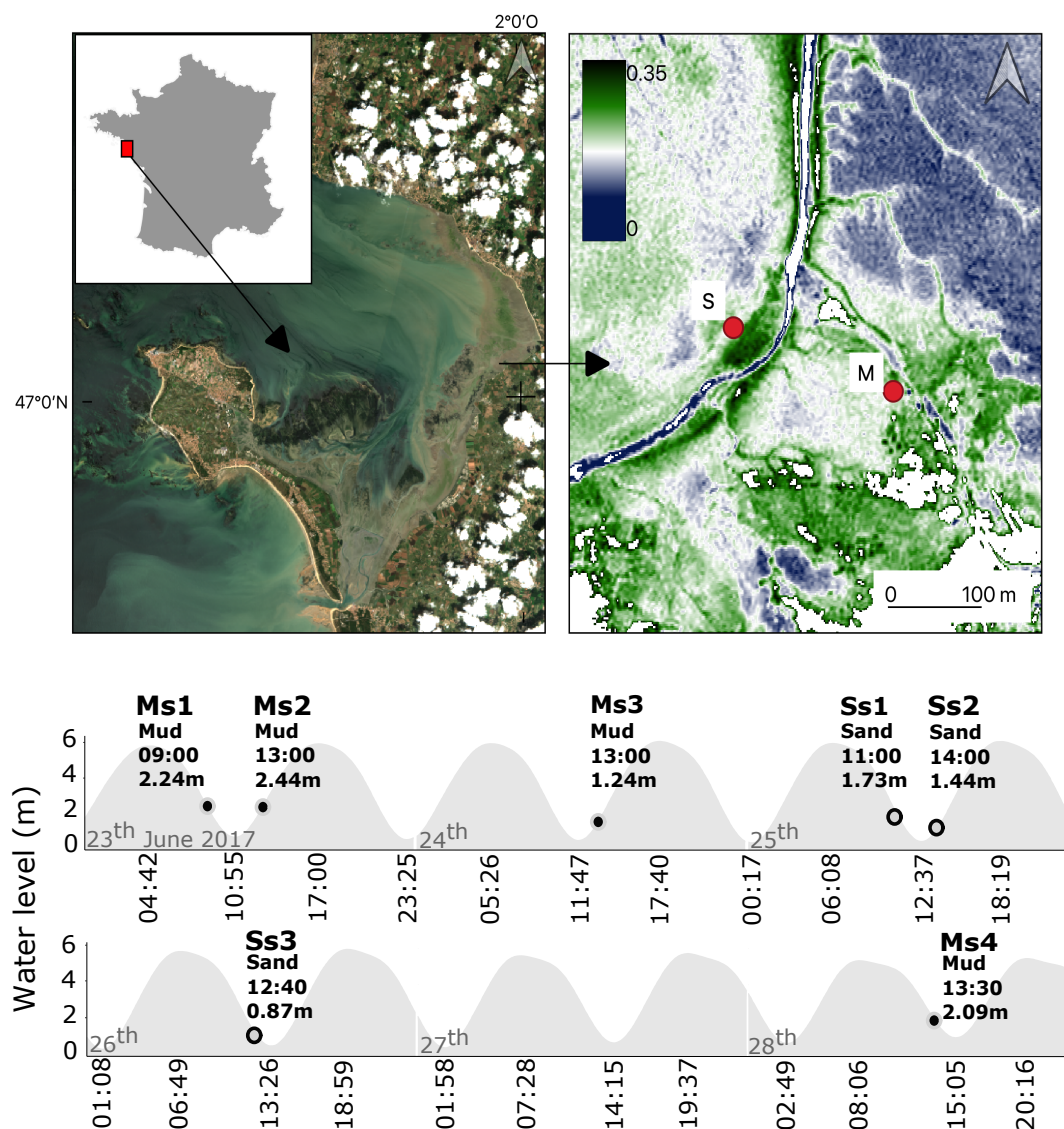 2°0'O
47°0'N
0.35
0
S
M
0 100 m
Ms1
Mud
09:00
2.24m
Ms2
Mud
13:00
2.44m
Ms3
Mud
13:00
1.24m
Ss1
Sand
11:00
1.73m
Ss2
Sand
14:00
1.44m
Water level (m)
6
4
2
0
23th June 2017
24th
25th
04:42
10:55
17:00
23:25
05:26
11:47
17:40
00:17
06:08
12:37
18:19
Ss3
Sand
12:40
0.87m
Ms4
Mud
13:30
2.09m
6
4
2
0
26th
27th
28th
01:08
06:49
13:26
18:59
01:58
07:28
14:15
19:37
02:49
08:06
15:05
20:16